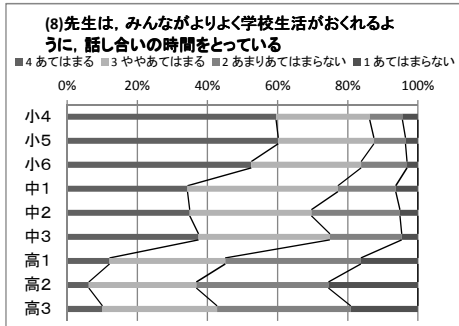 (8)先生は，みんながよりよく学校生活がおくれるよ
うに，話し合いの時間をとっている
■4 あてはまる ■3 ややあてはまる ■2 あまりあてはまらない ■1 あてはまらない
0% 20% 40% 60% 80% 100%
小4
小5
小6
中1
中2
中3
高1
高2
高3